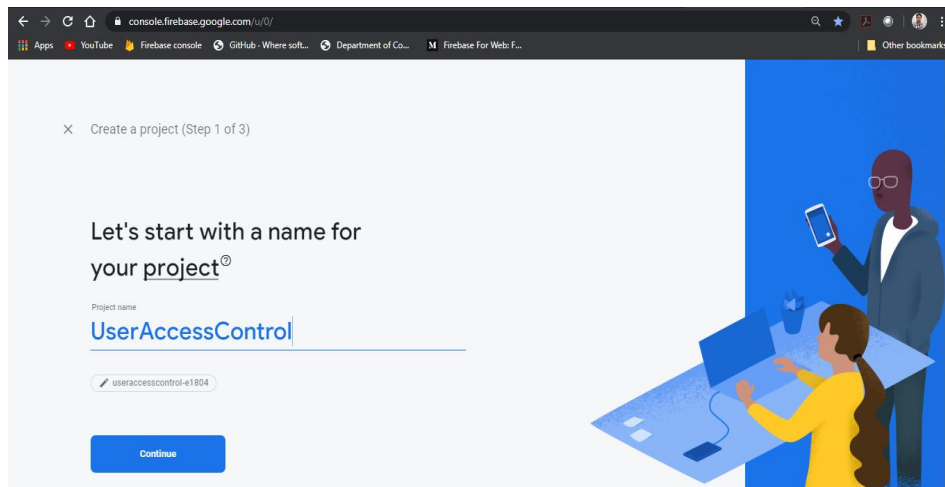 console.firebase.google.com/u/0/
Apps YouTube Firebase console GitHub - Where soft... Department of Co... M Firebase For Web: F... Other bookmarks
Create a project (Step 1 of 3)
Let's start with a name for
your project
Project name
UserAccessControl
useraccesscontrol-e1804
Continue